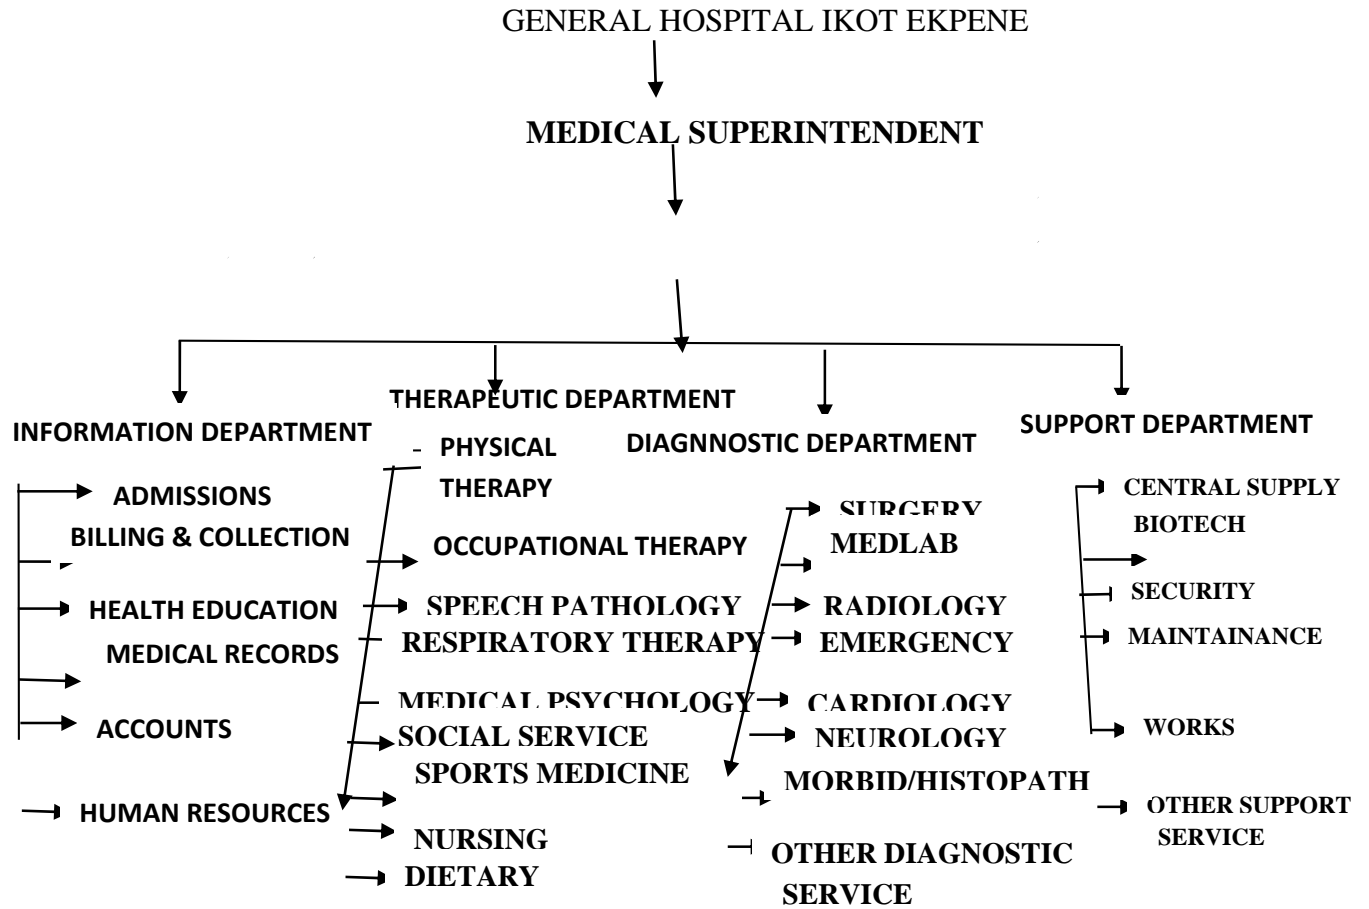 GENERAL HOSPITAL IKOT EKPENE
MEDICAL SUPERINTENDENT
INFORMATION DEPARTMENT
ADMISSIONS
BILLING & COLLECTION
HEALTH EDUCATION
MEDICAL RECORDS
ACCOUNTS
HUMAN RESOURCES
THERAPEUTIC DEPARTMENT
PHYSICAL
THERAPY
OCCUPATIONAL THERAPY
SPEECH PATHOLOGY
RESPIRATORY THERAPY
MEDICAL PSYCHOLOGY
SOCIAL SERVICE
SPORTS MEDICINE
NURSING
DIETARY
DIAGNNOSTIC DEPARTMENT
SURGERY
MEDLAB
RADIOLOGY
EMERGENCY
CARDIOLOGY
NEUROLOGY
MORBID/HISTOPATH
OTHER DIAGNOSTIC
SERVICE
SUPPORT DEPARTMENT
CENTRAL SUPPLY
BIOTECH
SECURITY
MAINTAINANCE
WORKS
OTHER SUPPORT
SERVICE